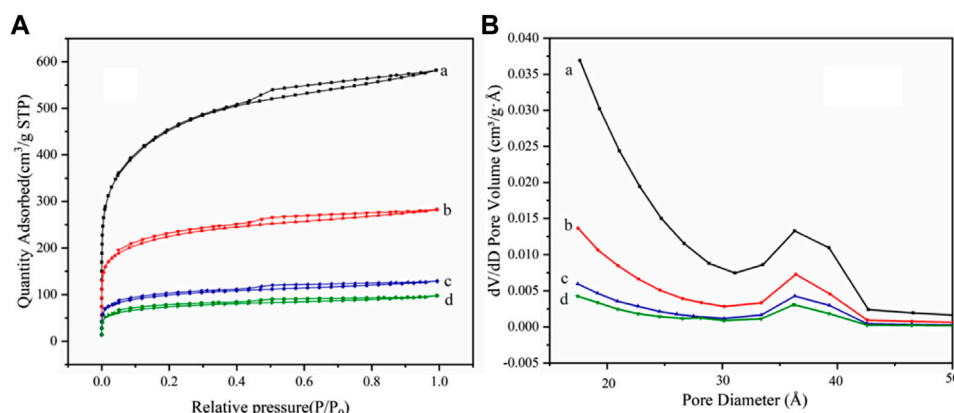 A
Quantity Adsorbed(cm³/g STP)
600
500
400
300
200
100
0
a
b
c
d
0.0 0.2 0.4 0.6 0.8 1.0
Relative pressure(P/P₀)
B
dV/dD Pore Volume (cm³/g·Å)
0.040
0.035
0.030
0.025
0.020
0.015
0.010
0.005
0.000
-0.005
a
b
c
d
20 30 40 50
Pore Diameter (Å)